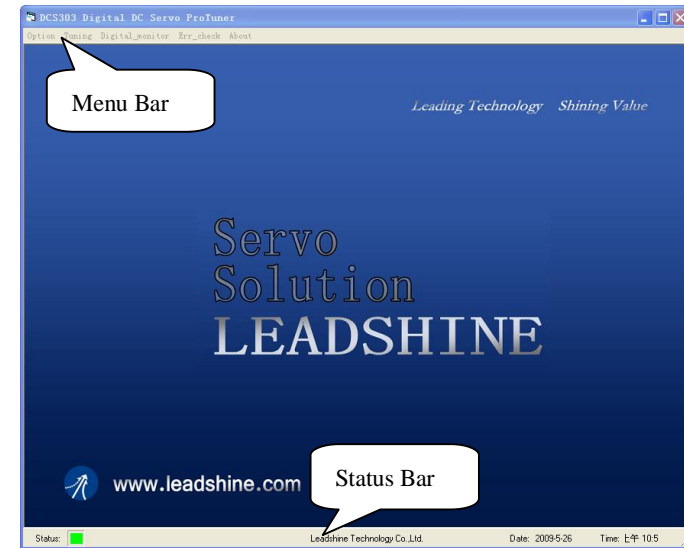 DCS303 Digital DC Servo ProTuner
Option Tuning Digital_monitor Err_check About
Menu Bar
Leading Technology Shining Value
Servo
Solution
LEADSHINE
www.leadshine.com
Status Bar
Status: Leadshine Technology Co.,Ltd. Date: 2009-5-26 Time: 上午 10:5